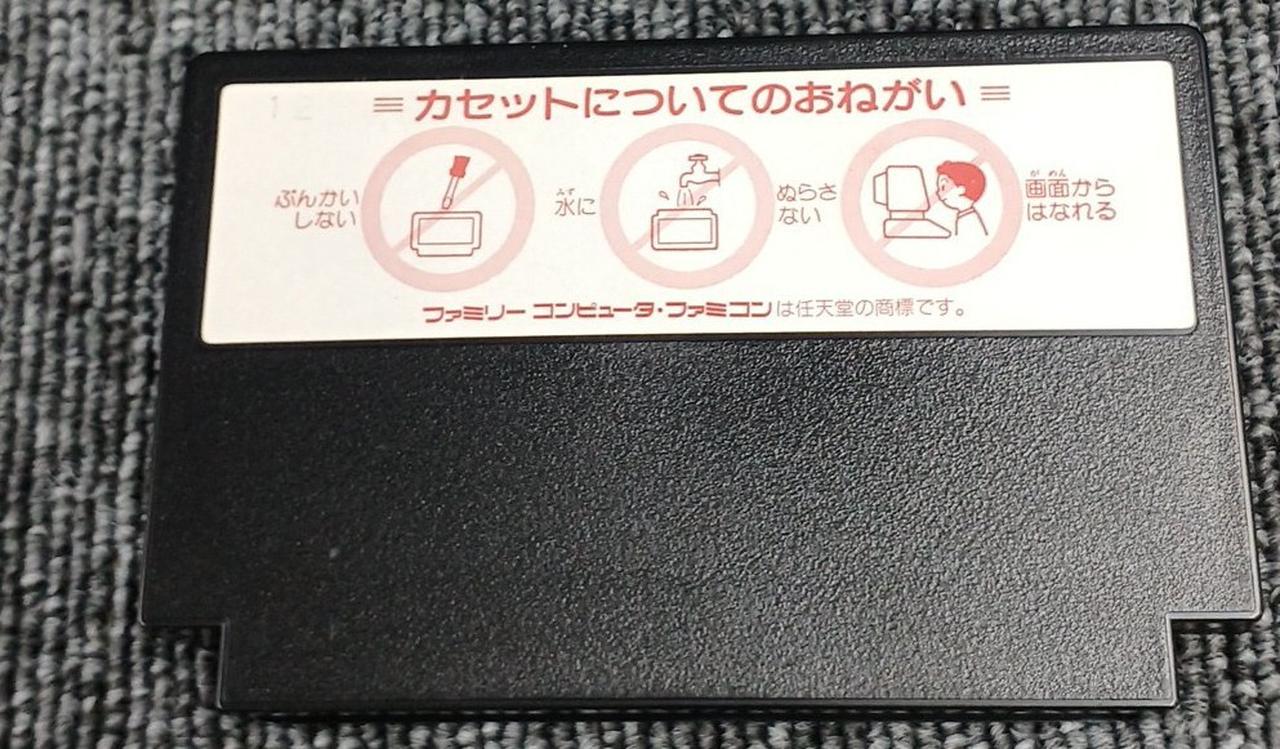 12
≡ カセットについてのおねがい ≡
ぶんかい
しない
みず
水に
ぬらさ
ない
が めん
画面から
はなれる
ファミリー コンピュータ・ファミコンは任天堂の商標です。